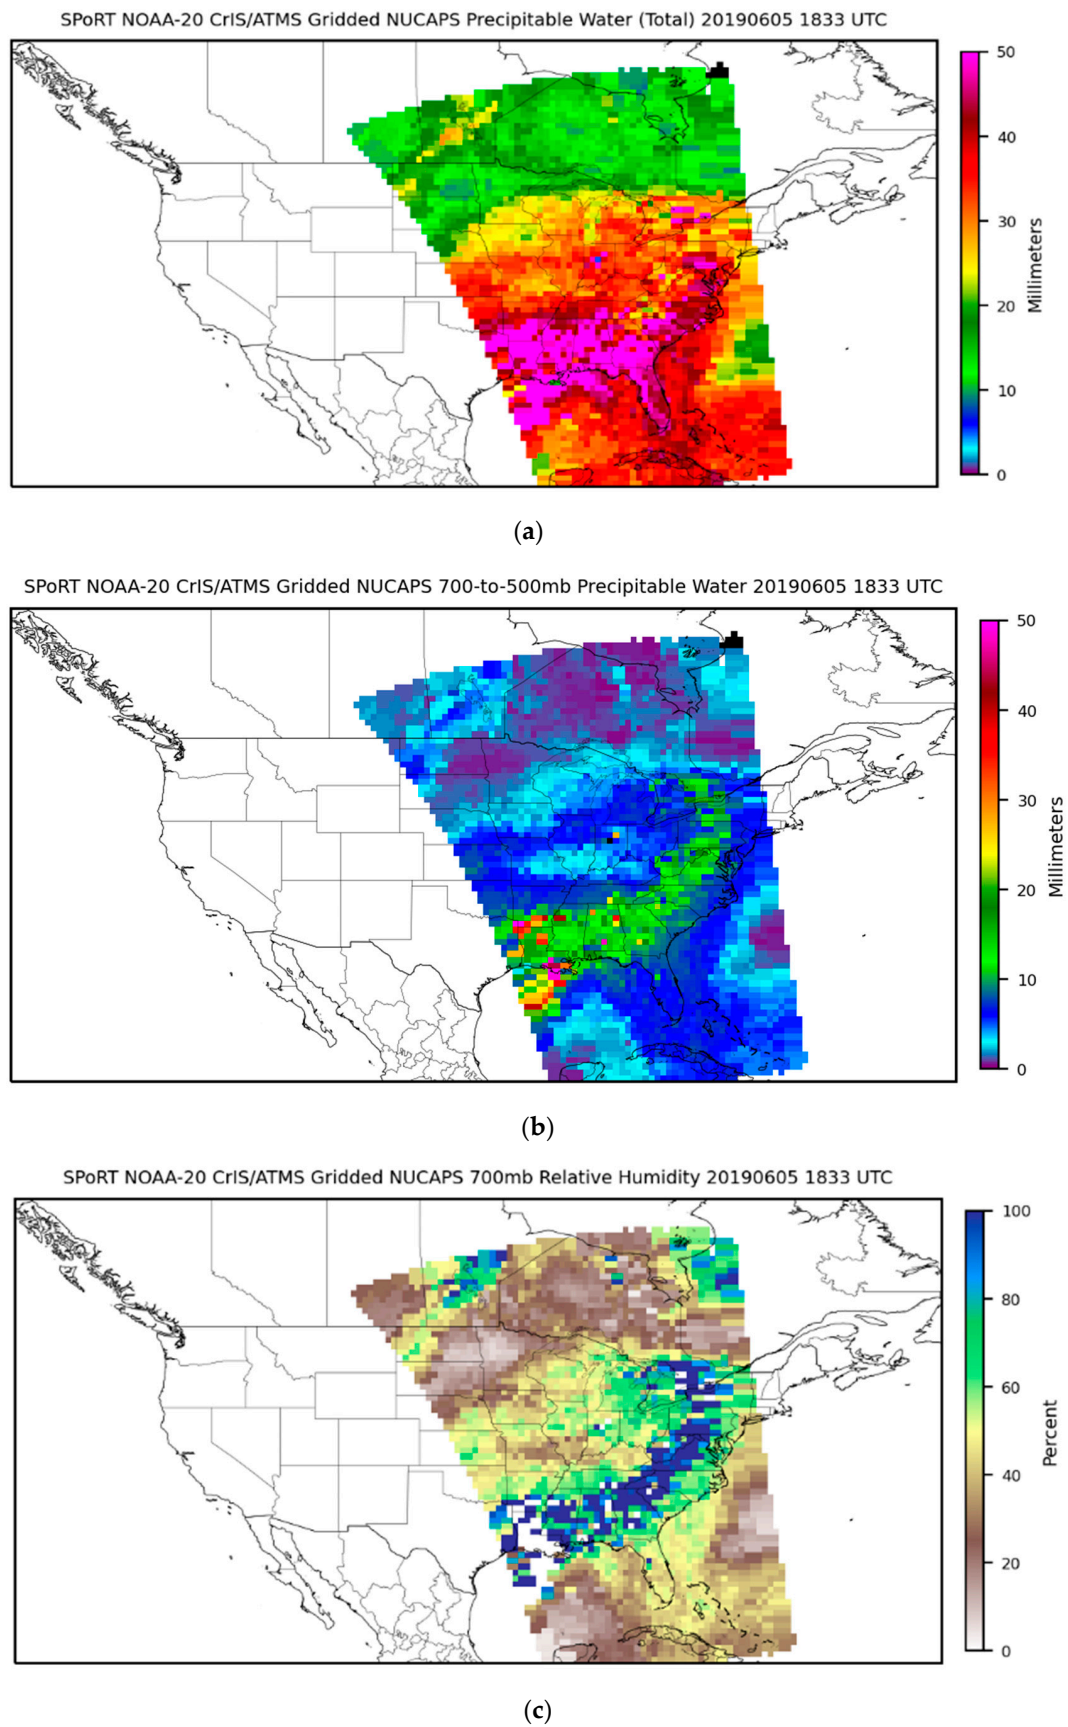 SPoRT NOAA-20 CrIS/ATMS Gridded NUCAPS Precipitable Water (Total) 20190605 1833 UTC
50
40
30
20
10
0
Millimeters
(a)
SPoRT NOAA-20 CrIS/ATMS Gridded NUCAPS 700-to-500mb Precipitable Water 20190605 1833 UTC
50
40
30
20
10
0
Millimeters
(b)
SPoRT NOAA-20 CrIS/ATMS Gridded NUCAPS 700mb Relative Humidity 20190605 1833 UTC
100
80
60
40
20
0
Percent
(c)